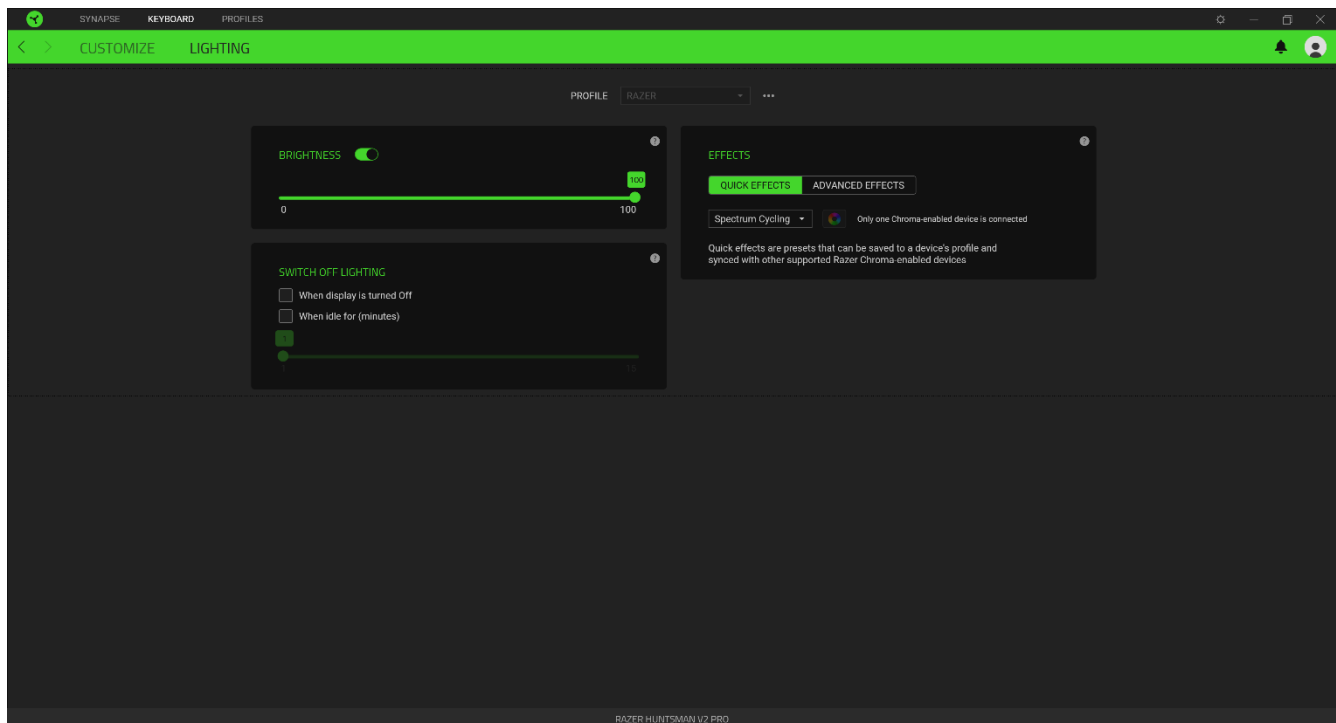 SYNAPSE KEYBOARD PROFILES
CUSTOMIZE LIGHTING
PROFILE RAZER
BRIGHTNESS
100
0 100
SWITCH OFF LIGHTING
When display is turned Off
When idle for (minutes)
1
1 15
EFFECTS
QUICK EFFECTS ADVANCED EFFECTS
Spectrum Cycling Only one Chroma-enabled device is connected
Quick effects are presets that can be saved to a device's profile and
synced with other supported Razer Chroma-enabled devices
RAZER HUNTSMAN V2 PRO